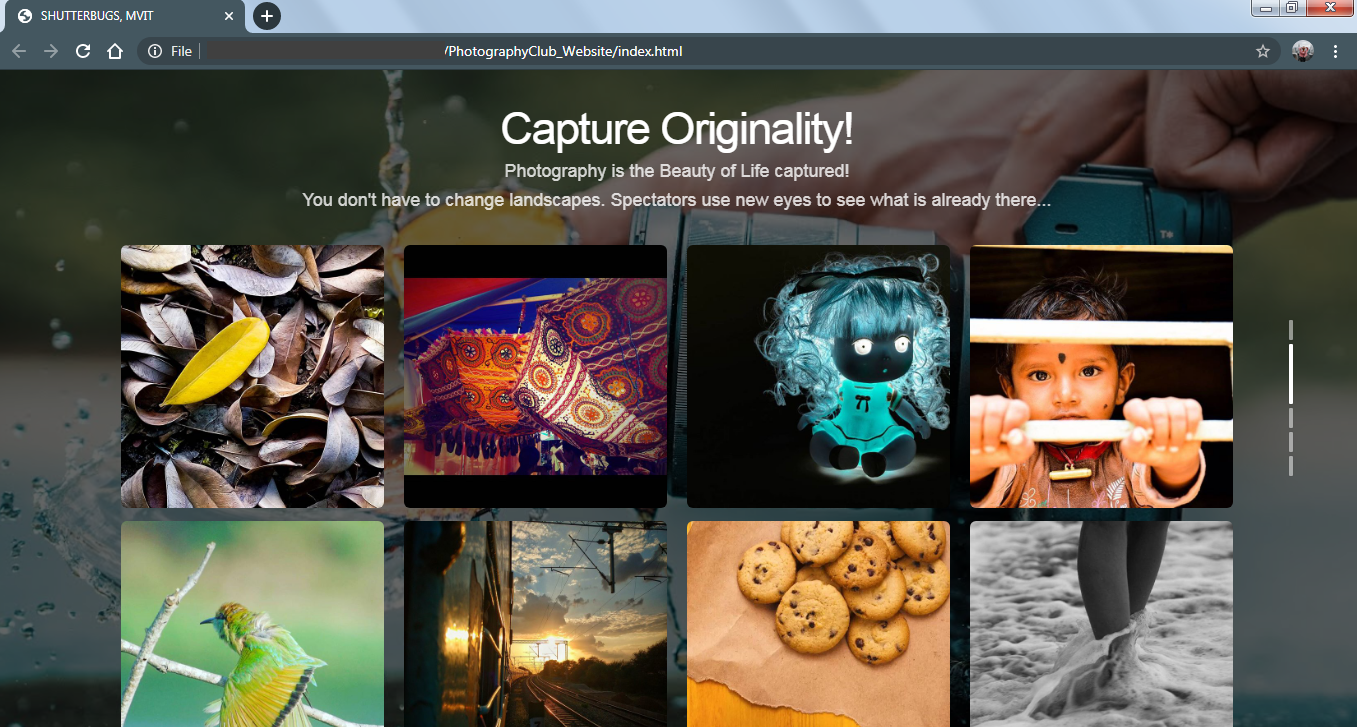 SHUTTERBUGS, MVIT
File
/PhotographyClub_Website/index.html
Capture Originality!
Photography is the Beauty of Life captured!
You don't have to change landscapes. Spectators use new eyes to see what is already there...